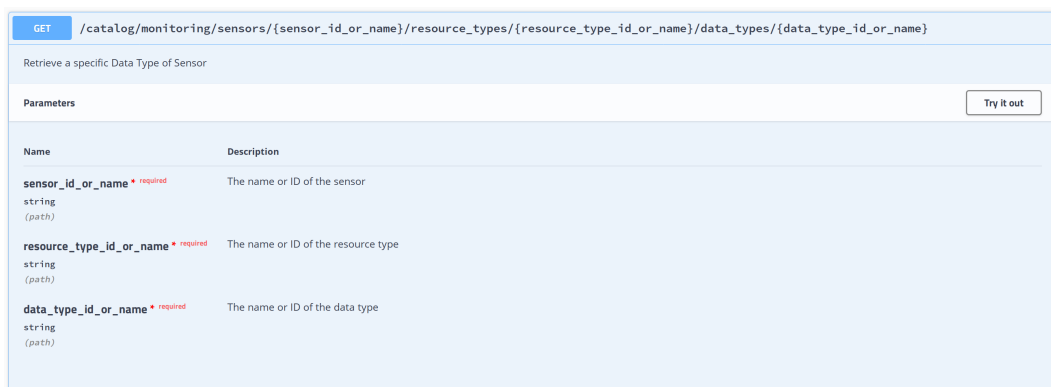 GET /catalog/monitoring/sensors/{sensor_id_or_name}/resource_types/{resource_type_id_or_name}/data_types/{data_type_id_or_name}
Retrieve a specific Data Type of Sensor
Parameters Try it out
Name Description
sensor_id_or_name * required The name or ID of the sensor
string
(path)
resource_type_id_or_name * required The name or ID of the resource type
string
(path)
data_type_id_or_name * required The name or ID of the data type
string
(path)